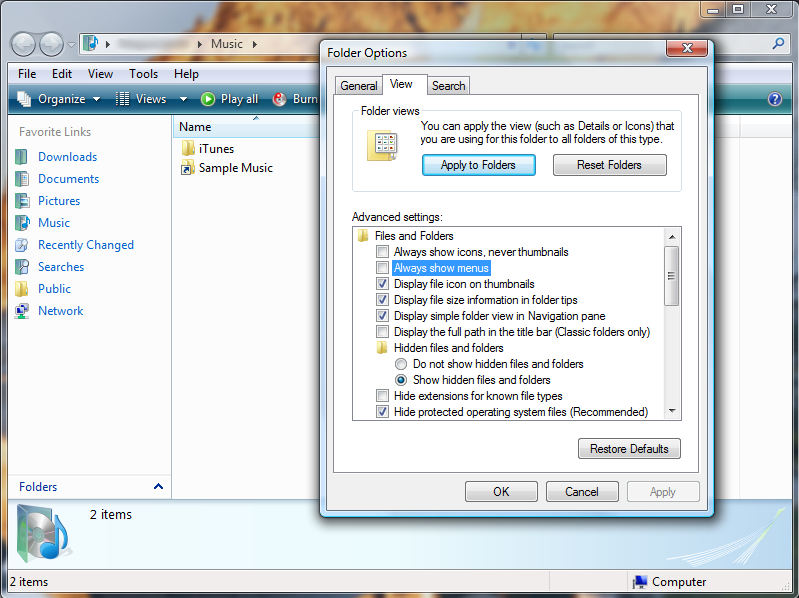 Music
File Edit View Tools Help
Organize Views Play all Burn
Favorite Links
Downloads
Documents
Pictures
Music
Recently Changed
Searches
Public
Network
Folders
Name
iTunes
Sample Music
2 items
2 items
Computer
Folder Options
General View Search
Folder views
You can apply the view (such as Details or Icons) that
you are using for this folder to all folders of this type.
Apply to Folders Reset Folders
Advanced settings:
Files and Folders
Always show icons, never thumbnails
Always show menus
Display file icon on thumbnails
Display file size information in folder tips
Display simple folder view in Navigation pane
Display the full path in the title bar (Classic folders only)
Hidden files and folders
Do not show hidden files and folders
Show hidden files and folders
Hide extensions for known file types
Hide protected operating system files (Recommended)
Restore Defaults
OK Cancel Apply